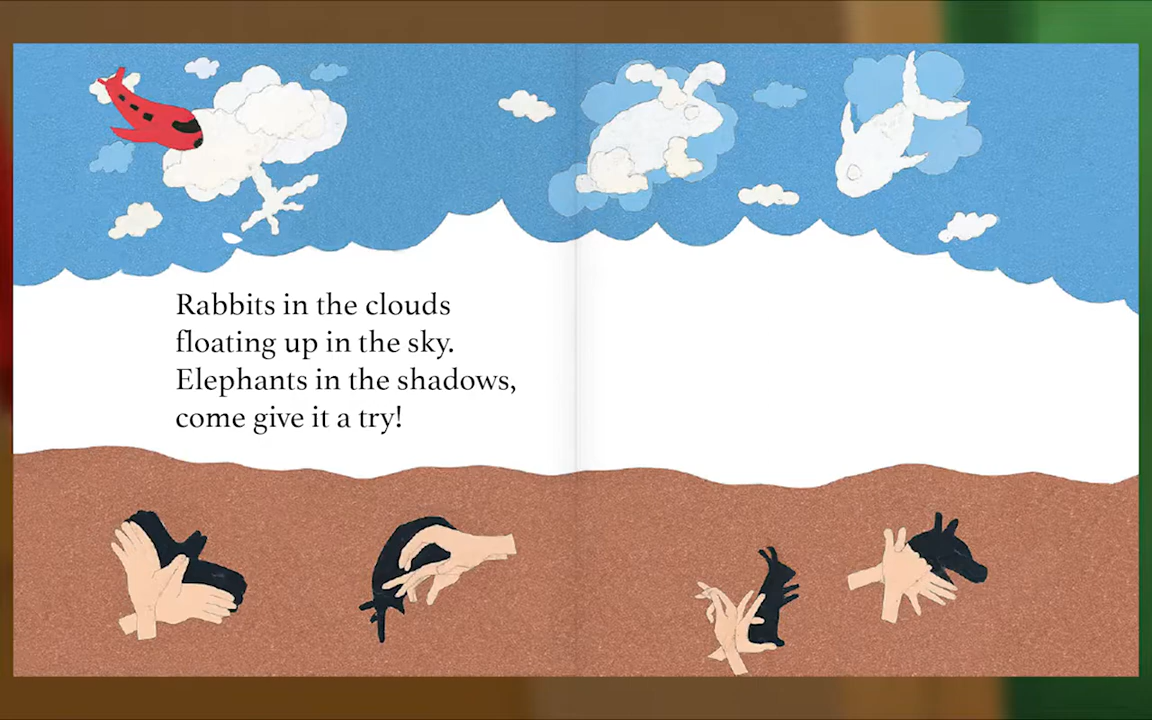 Rabbits in the clouds
floating up in the sky.
Elephants in the shadows,
come give it a try!